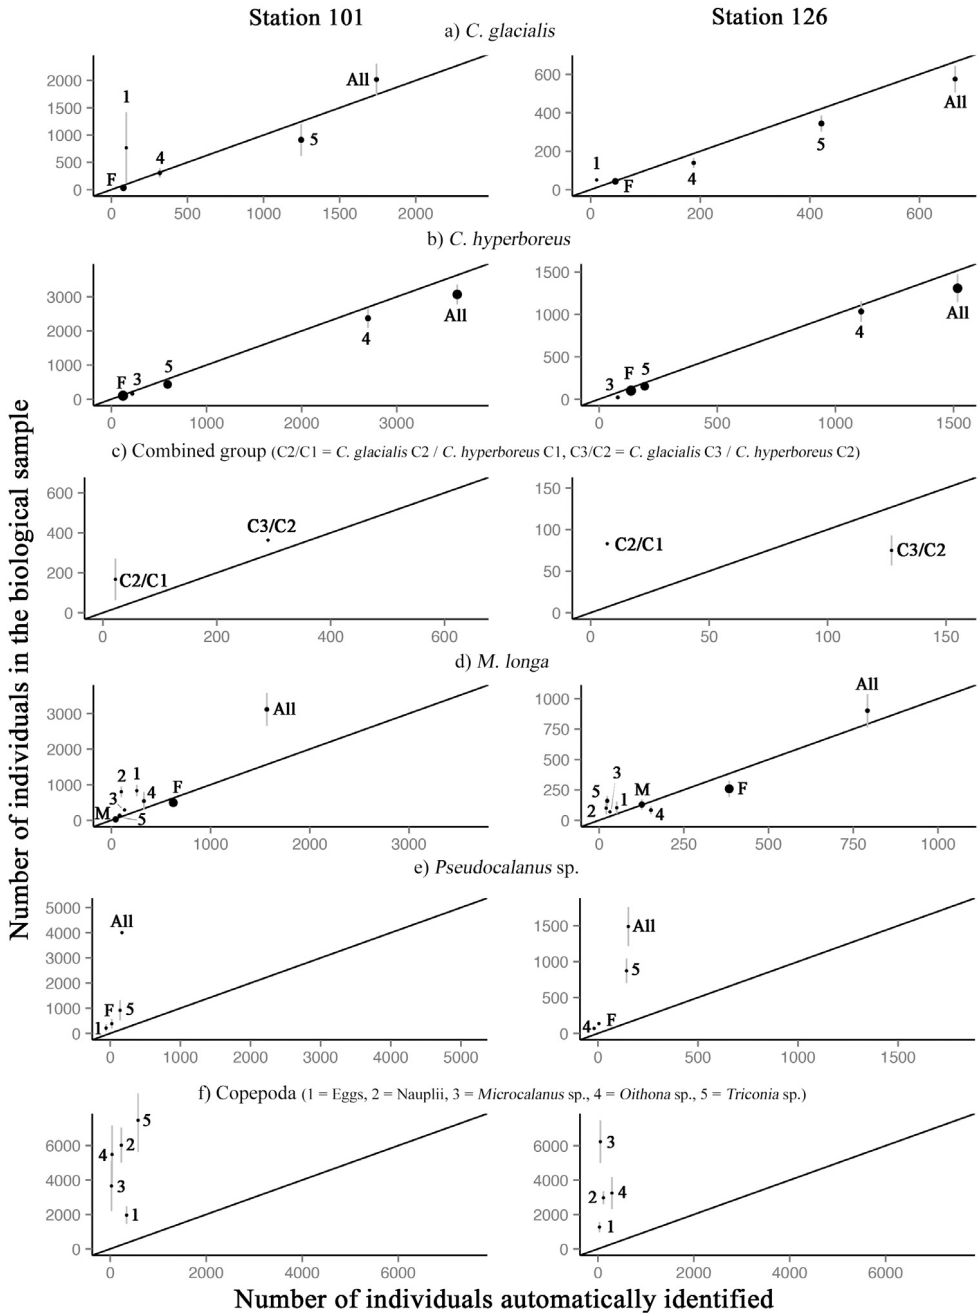 Station 101 Station 126
a) C. glacialis
2000
1500
1000
500
0
1
F
4
5
All
0 500 1000 1500 2000
600
400
200
0
1
F
4
5
All
0 200 400 600
b) C. hyperboreus
3000
2000
1000
0
F
3
5
4
All
0 1000 2000 3000
1500
1000
500
0
3
F
5
4
All
0 500 1000 1500
c) Combined group (C2/C1 = C. glacialis C2 / C. hyperboreus C1, C3/C2 = C. glacialis C3 / C. hyperboreus C2)
600
400
200
0
C2/C1
C3/C2
0 200 400 600
150
100
50
0
C2/C1
C3/C2
0 50 100 150
d) M. longa
3000
2000
1000
0
M
3
2
1
5
4
F
All
0 1000 2000 3000
1000
750
500
250
0
5
2
3
1
M
4
F
All
0 250 500 750 1000
e) Pseudocalanus sp.
5000
4000
3000
2000
1000
0
All
F
5
1
0 1000 2000 3000 4000 5000
1500
1000
500
0
All
5
4
F
0 500 1000 1500
f) Copepoda (1 = Eggs, 2 = Nauplii, 3 = Microcalanus sp., 4 = Oithona sp., 5 = Triconia sp.)
6000
4000
2000
0
5
4
2
3
1
0 2000 4000 6000
6000
4000
2000
0
3
2
4
1
0 2000 4000 6000
Number of individuals in the biological sample
Number of individuals automatically identified